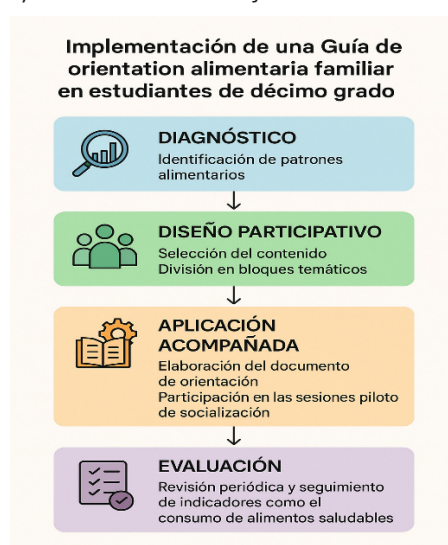 Implementación de una Guía de
orientation alimentaria familiar
en estudiantes de décimo grado
DIAGNÓSTICO
Identificación de patrones
alimentarios
DISEÑO PARTICIPATIVO
Selección del contenido
División en bloques temáticos
APLICACIÓN
ACOMPAÑADA
Elaboración del documento
de orientación
Participación en las sesiones piloto
de socialización
EVALUACIÓN
Revisión periódica y seguimiento
de indicadores como el
consumo de alimentos saludables